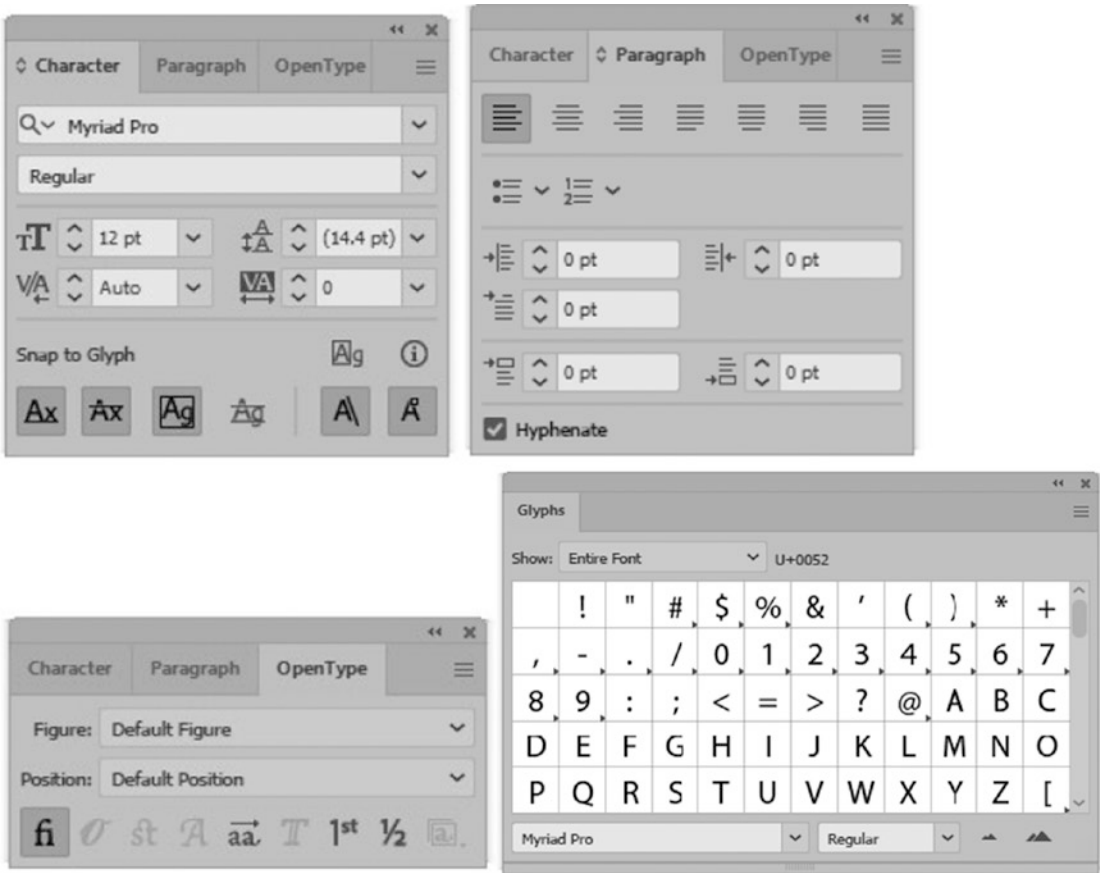 Character Paragraph OpenType
Myriad Pro
Regular
12 pt (14.4 pt)
Auto 0
Snap to Glyph Ag
Ax Ax Ag Ag A A
Character Paragraph OpenType
0 pt 0 pt
0 pt
0 pt 0 pt
Hyphenate
Character Paragraph OpenType
Figure: Default Figure
Position: Default Position
fi O st A aa T 1st ½ a
Glyphs
Show: Entire Font U+0052
! " # $ % & ' ( ) * +
, - . / 0 1 2 3 4 5 6 7
8 9 : ; < = > ? @ A B C
D E F G H I J K L M N O
P Q R S T U V W X Y Z [
Myriad Pro Regular